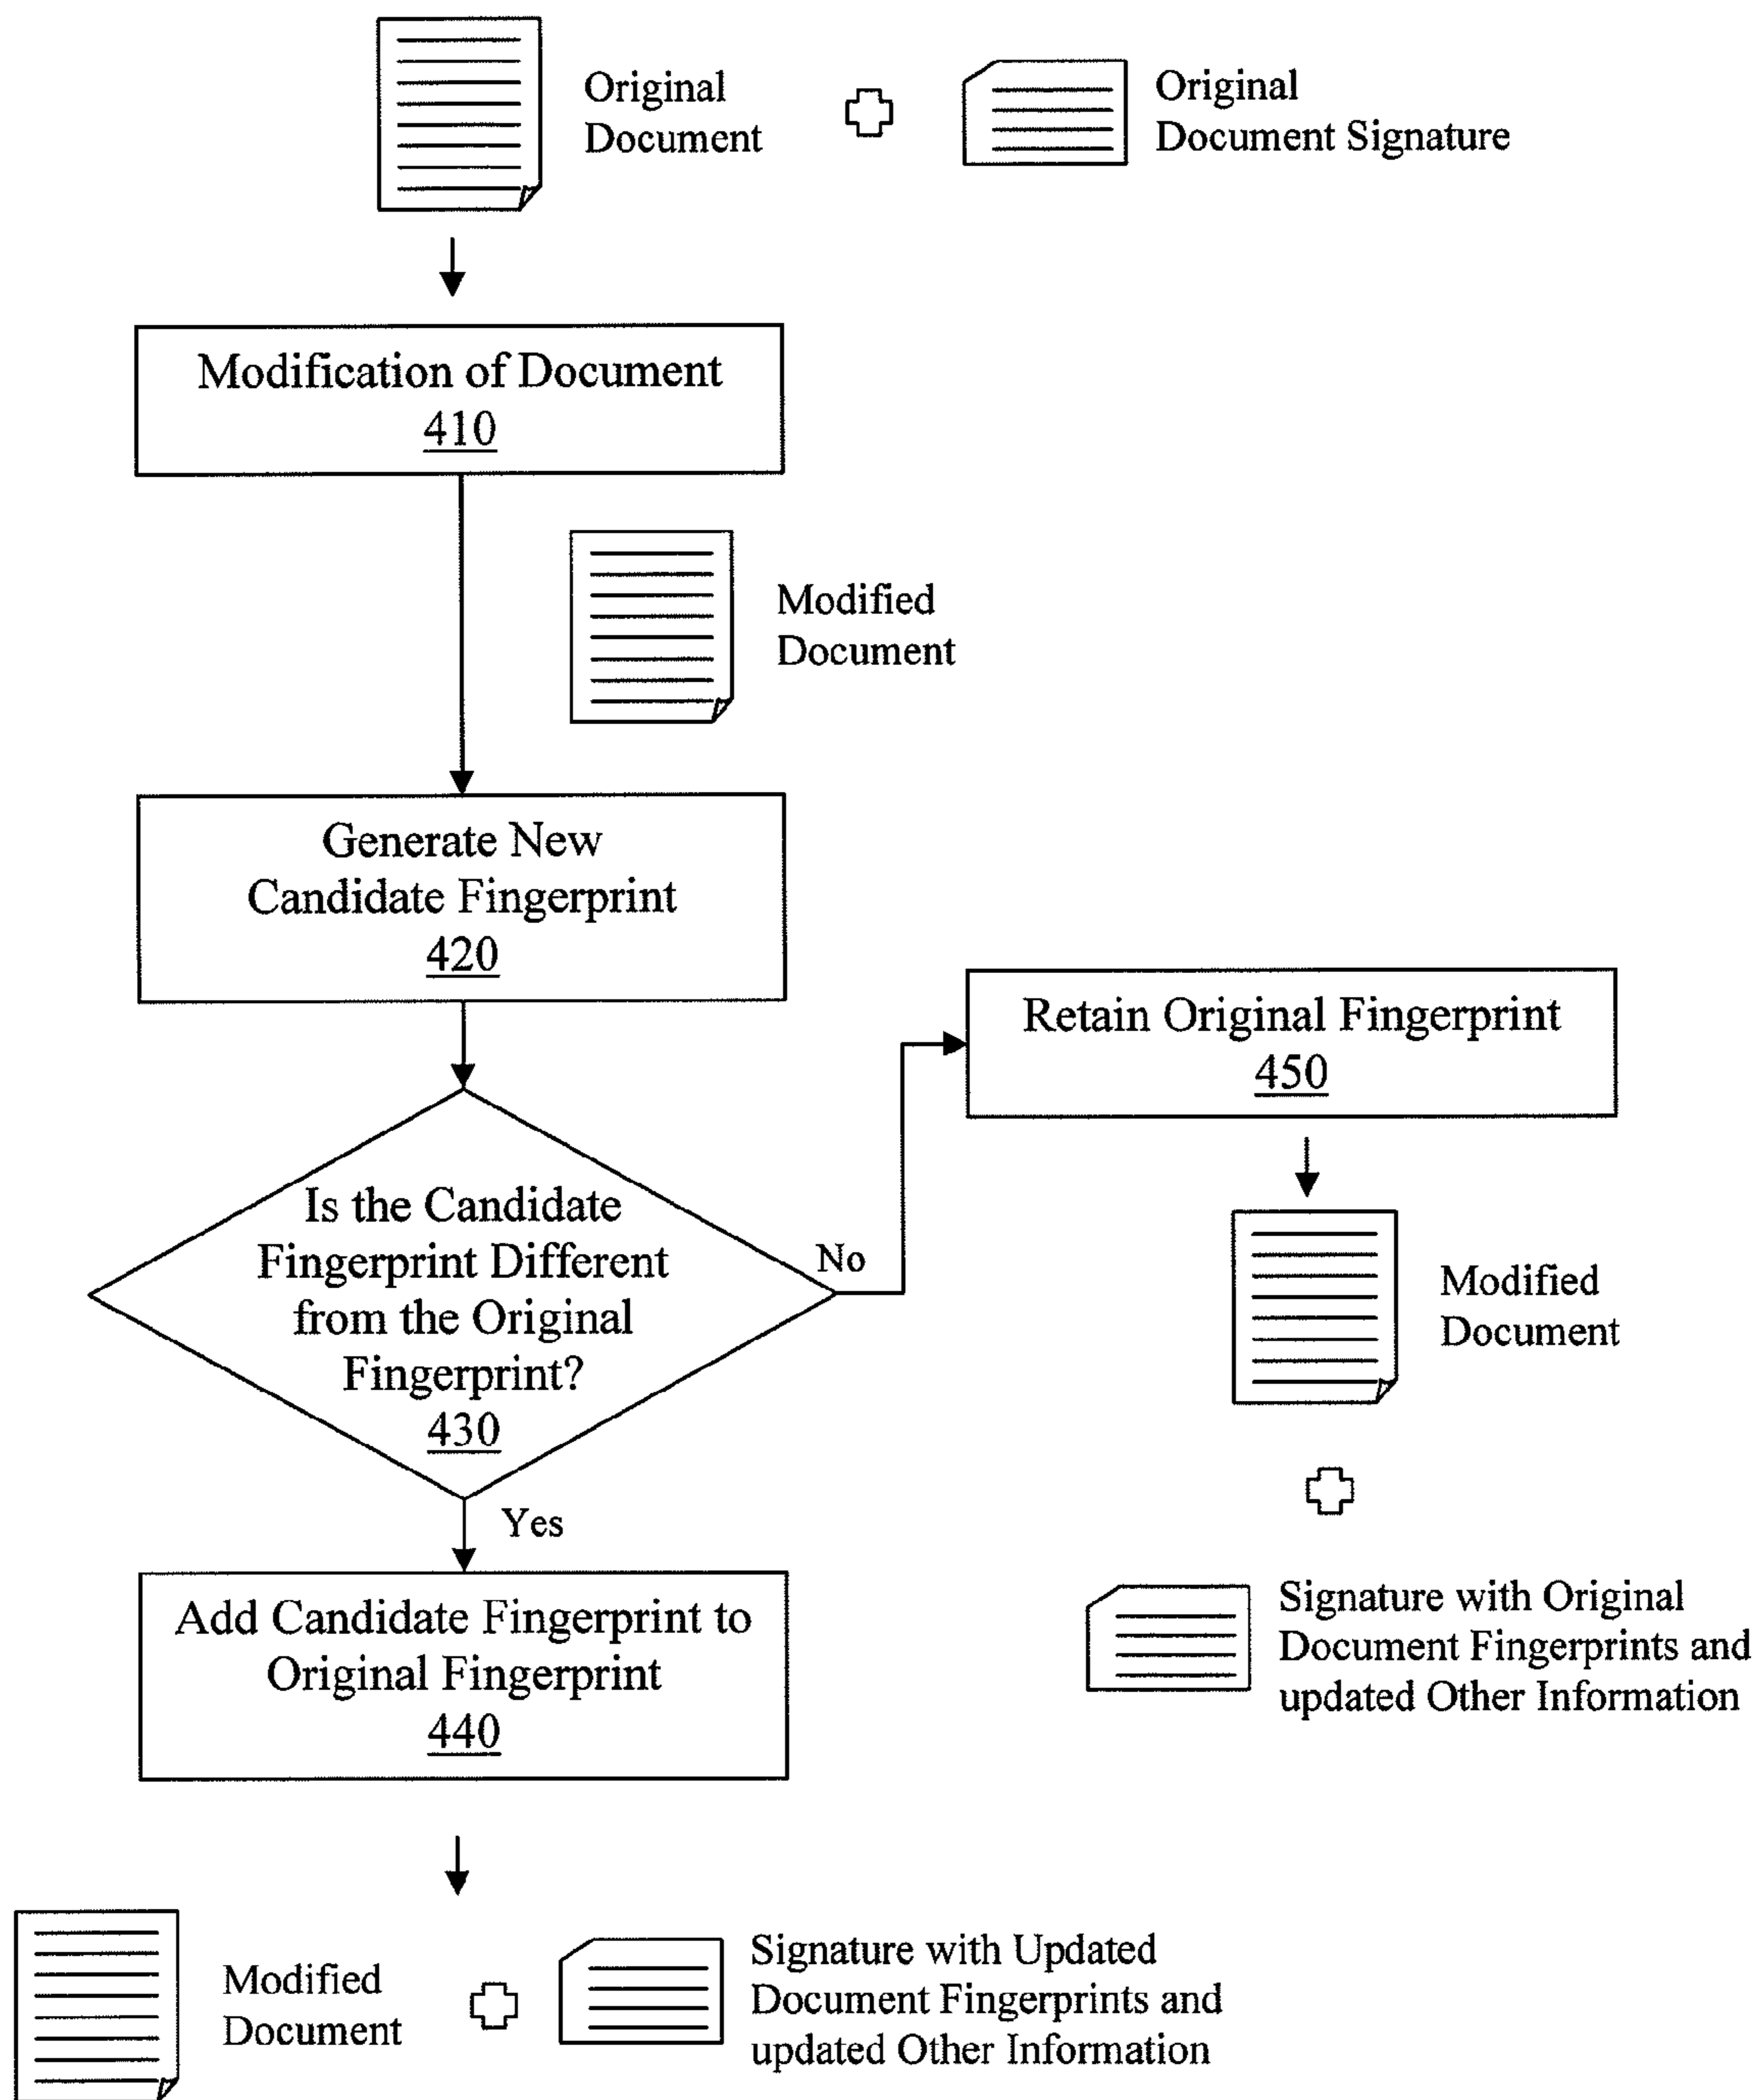 Original
Document
Original
Document Signature
Modification of Document
410
Modified
Document
Generate New
Candidate Fingerprint
420
Retain Original Fingerprint
450
Is the Candidate
Fingerprint Different
from the Original
Fingerprint?
430
No
Yes
Modified
Document
Signature with Original
Document Fingerprints and
updated Other Information
Add Candidate Fingerprint to
Original Fingerprint
440
Modified
Document
Signature with Updated
Document Fingerprints and
updated Other Information